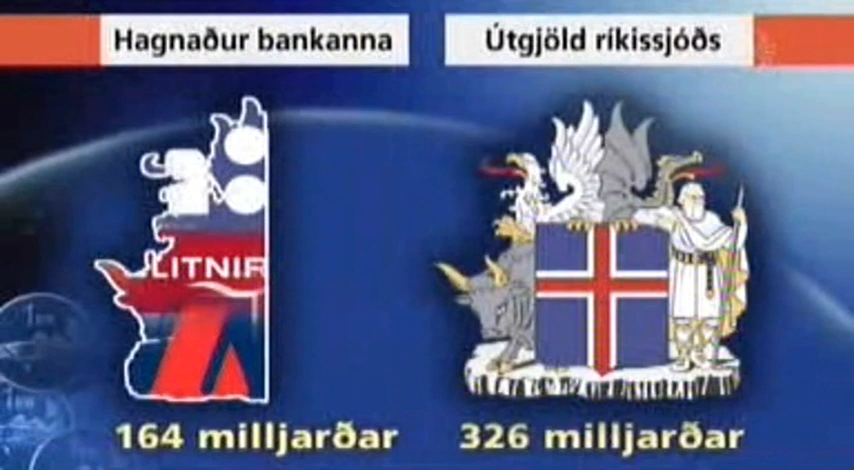 Hagnaður bankanna
Útgjöld ríkissjóðs
LITNIR
164 milljarðar
326 milljarðar